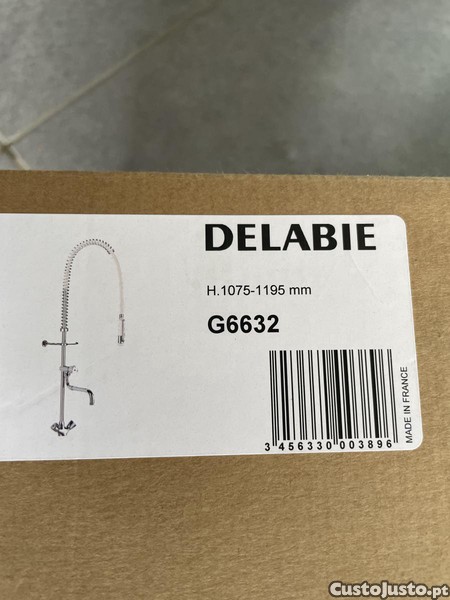 DELABIE
H.1075-1195 mm
G6632
3 456330 003896
MADE IN FRANCE
CustoJusto.pt